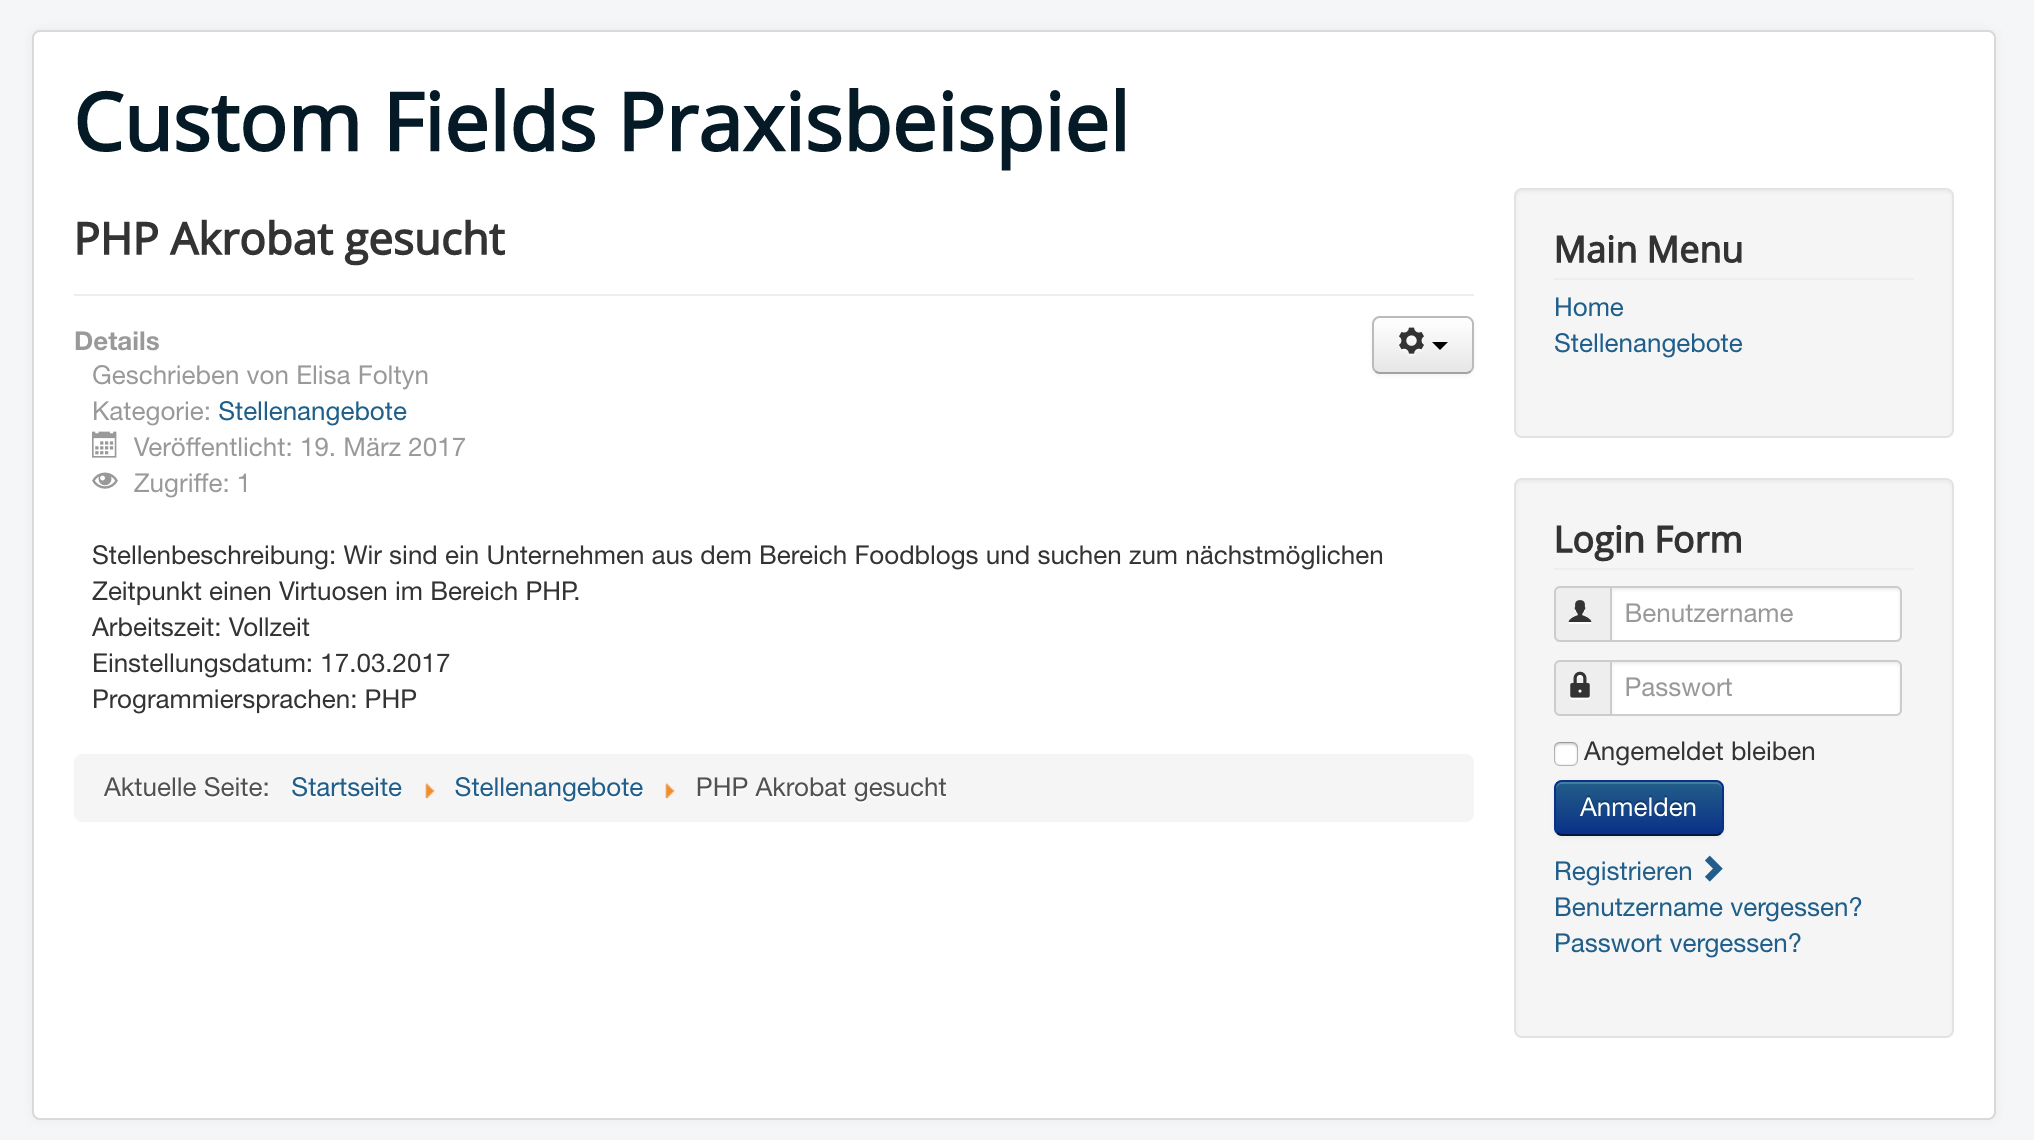 Custom Fields Praxisbeispiel
PHP Akrobat gesucht
Details
Geschrieben von Elisa Foltyn
Kategorie: Stellenangebote
Veröffentlicht: 19. März 2017
Zugriffe: 1
Stellenbeschreibung: Wir sind ein Unternehmen aus dem Bereich Foodblogs und suchen zum nächstmöglichen
Zeitpunkt einen Virtuosen im Bereich PHP.
Arbeitszeit: Vollzeit
Einstellungsdatum: 17.03.2017
Programmiersprachen: PHP
Aktuelle Seite: Startseite Stellenangebote PHP Akrobat gesucht
Main Menu
Home
Stellenangebote
Login Form
Benutzername
Passwort
Angemeldet bleiben
Anmelden
Registrieren
Benutzername vergessen?
Passwort vergessen?